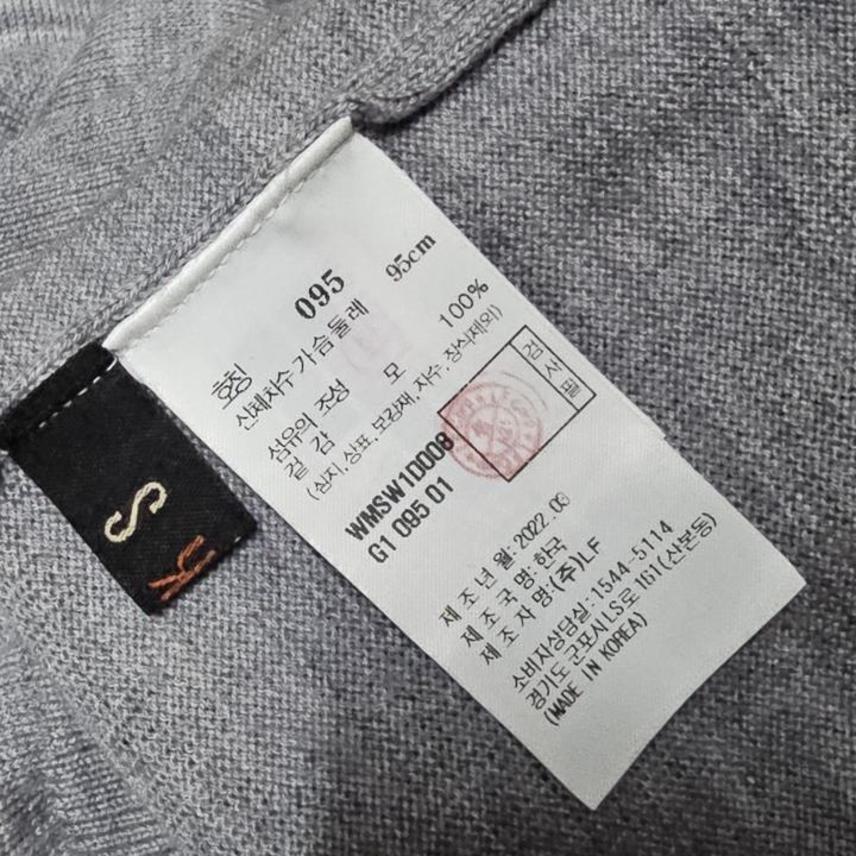 호칭 095
신체치수 가슴둘레 95cm
섬유의 조성
겉 감 모 100%
(심지, 상표, 보강재, 자수, 장식제외)
WMSW1D008
G1 095 01
검사필
제 조 년 월: 2022.03
제 조 국 명: 한국
제 조 자 명: (주)LF
소비자상담실: 1544-5114
경기도 군포시 LS로 161(산본동)
(MADE IN KOREA)
S